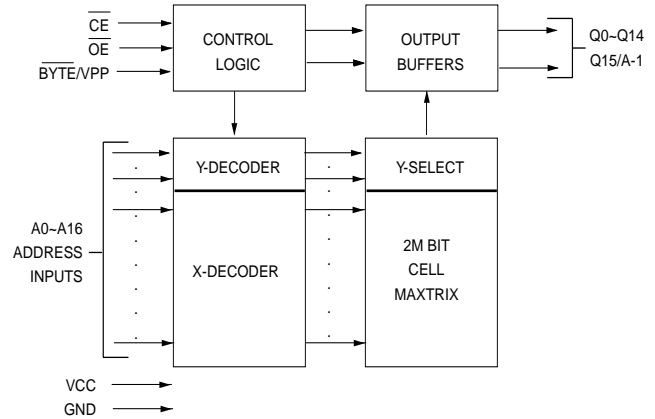 CE
OE
BYTE/VPP
CONTROL
LOGIC
OUTPUT
BUFFERS
Q0~Q14
Q15/A-1
A0~A16
ADDRESS
INPUTS
Y-DECODER
Y-SELECT
X-DECODER
2M BIT
CELL
MAXTRIX
VCC
GND